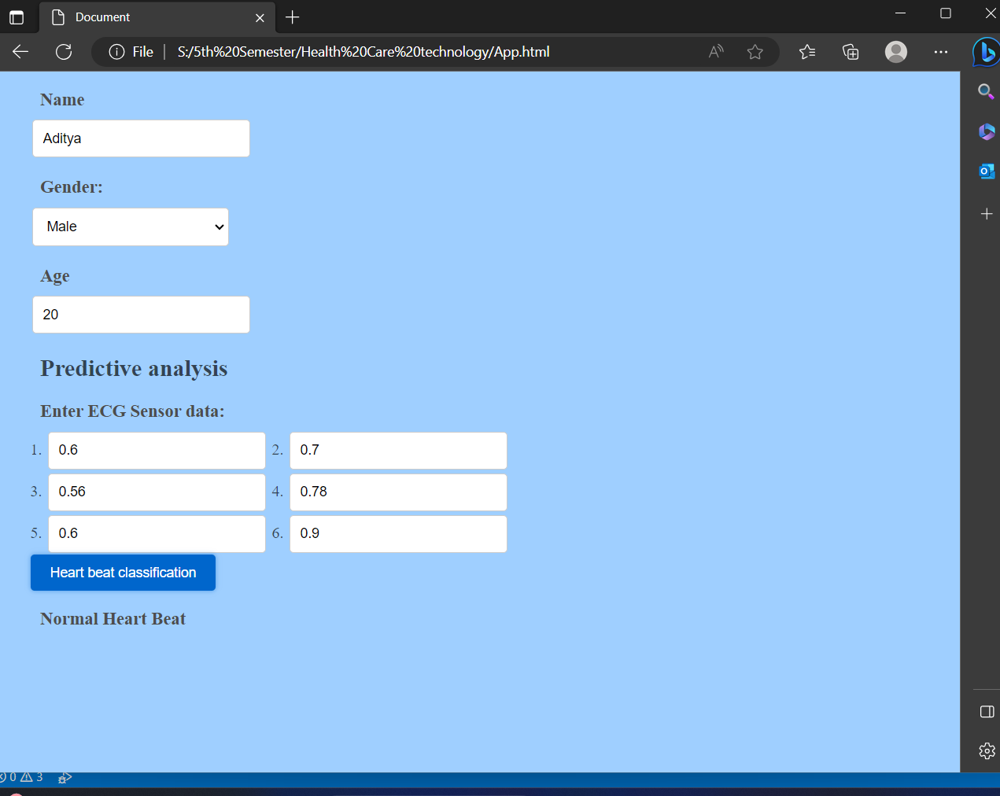 Document
File | S:/5th%20Semester/Health%20Care%20technology/App.html
Name
Aditya
Gender:
Male
Age
20
Predictive analysis
Enter ECG Sensor data:
1. 0.6 2. 0.7
3. 0.56 4. 0.78
5. 0.6 6. 0.9
Heart beat classification
Normal Heart Beat
0 3